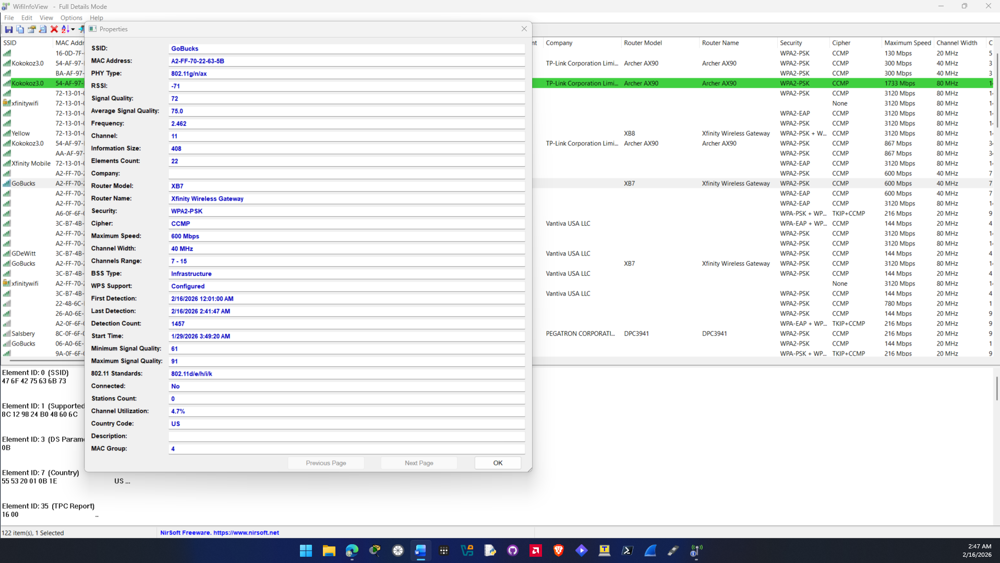 WifiInfoView - Full Details Mode
File Edit View Options Help
Properties
SSID MAC Addr Company Router Model Router Name Security Cipher Maximum Speed Channel Width C
16-0D-7F- WPA2-PSK CCMP 130 Mbps 20 MHz 5
Kokokoz3.0 54-AF-97- TP-Link Corporation Limi... Archer AX90 Archer AX90 WPA2-PSK CCMP 300 Mbps 40 MHz 3
BA-AF-97- WPA2-PSK CCMP 300 Mbps 40 MHz 3
Kokokoz3.0 54-AF-97- TP-Link Corporation Limi... Archer AX90 Archer AX90 WPA2-PSK CCMP 1733 Mbps 80 MHz 1
72-13-01- WPA2-PSK CCMP 3120 Mbps 80 MHz 1
xfinitywifi 72-13-01- None 3120 Mbps 80 MHz 1
72-13-01- WPA2-EAP CCMP 3120 Mbps 80 MHz 1
72-13-01- WPA2-PSK CCMP 3120 Mbps 80 MHz 1
Yellow 72-13-01- XB8 Xfinity Wireless Gateway WPA2-PSK + W... CCMP 3120 Mbps 80 MHz 1
Kokokoz3.0 54-AF-97- TP-Link Corporation Limi... Archer AX90 Archer AX90 WPA2-PSK CCMP 867 Mbps 80 MHz 3
AA-AF-97- WPA2-PSK CCMP 867 Mbps 80 MHz 3
Xfinity Mobile 72-13-01- WPA2-EAP CCMP 3120 Mbps 80 MHz 1
A2-FF-70- WPA2-PSK CCMP 600 Mbps 40 MHz 7
GoBucks A2-FF-70- XB7 Xfinity Wireless Gateway WPA2-PSK CCMP 600 Mbps 40 MHz 7
A2-FF-70- WPA2-EAP CCMP 600 Mbps 40 MHz 7
A2-FF-70- WPA2-EAP CCMP 3120 Mbps 80 MHz 1
A6-0F-6F- WPA-PSK + WP... TKIP+CCMP 216 Mbps 20 MHz 9
3C-B7-4B- Vantiva USA LLC WPA-EAP + WP... CCMP 144 Mbps 20 MHz 4
A2-FF-70- WPA2-PSK CCMP 3120 Mbps 80 MHz 1
A2-FF-70- WPA2-PSK CCMP 3120 Mbps 80 MHz 1
GDeWitt 3C-B7-4B- Vantiva USA LLC WPA2-PSK CCMP 144 Mbps 20 MHz 4
GoBucks A2-FF-70- XB7 Xfinity Wireless Gateway WPA2-PSK CCMP 3120 Mbps 80 MHz 1
3C-B7-4B- Vantiva USA LLC WPA2-PSK CCMP 144 Mbps 20 MHz 4
xfinitywifi A2-FF-70- None 3120 Mbps 80 MHz 1
3C-B7-4B- Vantiva USA LLC WPA2-PSK CCMP 144 Mbps 20 MHz 4
22-48-6C- WPA2-PSK CCMP 780 Mbps 20 MHz 1
26-A0-6E- WPA2-PSK CCMP 144 Mbps 20 MHz 9
A2-0F-6F- WPA-EAP + WP... TKIP+CCMP 216 Mbps 20 MHz 9
Salsbery 8C-0F-6F- PEGATRON CORPORATI... DPC3941 DPC3941 WPA2-PSK CCMP 216 Mbps 20 MHz 9
GoBucks 06-A0-6E- WPA2-PSK CCMP 144 Mbps 20 MHz 1
9A-0F-6F- WPA-PSK + WP... TKIP+CCMP 216 Mbps 20 MHz 9
SSID: GoBucks
MAC Address: A2-FF-70-22-63-5B
PHY Type: 802.11g/n/ax
RSSI: -71
Signal Quality: 72
Average Signal Quality: 75.0
Frequency: 2.462
Channel: 11
Information Size: 408
Elements Count: 22
Company:
Router Model: XB7
Router Name: Xfinity Wireless Gateway
Security: WPA2-PSK
Cipher: CCMP
Maximum Speed: 600 Mbps
Channel Width: 40 MHz
Channels Range: 7 - 15
BSS Type: Infrastructure
WPS Support: Configured
First Detection: 2/16/2026 12:01:00 AM
Last Detection: 2/16/2026 2:41:47 AM
Detection Count: 1457
Start Time: 1/29/2026 3:49:20 AM
Minimum Signal Quality: 61
Maximum Signal Quality: 91
802.11 Standards: 802.11d/e/h/i/k
Connected: No
Stations Count: 0
Channel Utilization: 4.7%
Country Code: US
Description:
MAC Group: 4
Previous Page Next Page OK
Element ID: 0 (SSID)
47 6F 42 75 63 6B 73
Element ID: 1 (Supported
8C 12 98 24 B0 48 60 6C
Element ID: 3 (DS Param
0B
Element ID: 7 (Country)
55 53 20 01 0B 1E US ...
Element ID: 35 (TPC Report)
16 00 ..
122 item(s), 1 Selected NirSoft Freeware. https://www.nirsoft.net
2:47 AM
2/16/2026